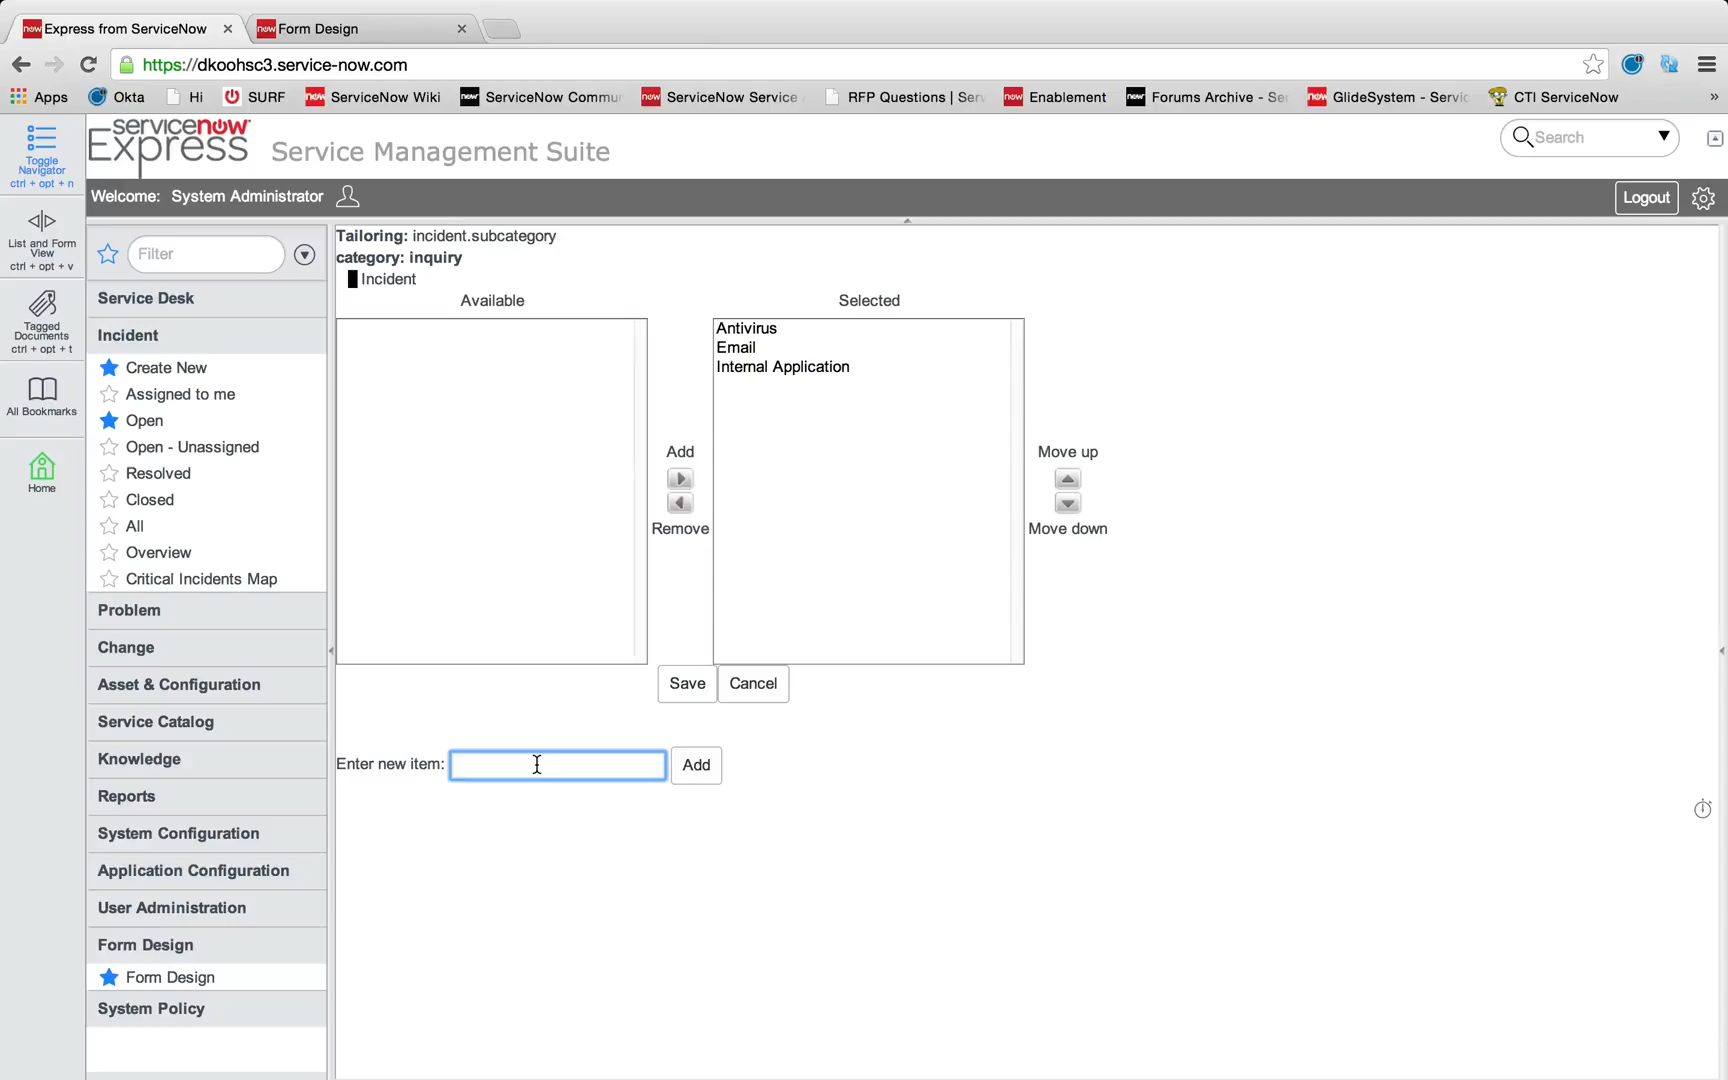 Express from ServiceNow
Form Design
https://dkoohsc3.service-now.com
Apps
Okta
Hi
SURF
ServiceNow Wiki
ServiceNow Commun
ServiceNow Service
RFP Questions | Serv
Enablement
Forums Archive - Se
GlideSystem - Servic
CTI ServiceNow
»
Toggle
Navigator
ctrl + opt + n
servicenow
Express
Service Management Suite
Search
Welcome: System Administrator
Logout
List and Form
View
ctrl + opt + v
Tagged
Documents
ctrl + opt + t
All Bookmarks
Home
Filter
Service Desk
Incident
Create New
Assigned to me
Open
Open - Unassigned
Resolved
Closed
All
Overview
Critical Incidents Map
Problem
Change
Asset & Configuration
Service Catalog
Knowledge
Reports
System Configuration
Application Configuration
User Administration
Form Design
Form Design
System Policy
Tailoring: incident.subcategory
category: inquiry
Incident
Available
Selected
Antivirus
Email
Internal Application
Add
Remove
Move up
Move down
Save
Cancel
Enter new item:
Add